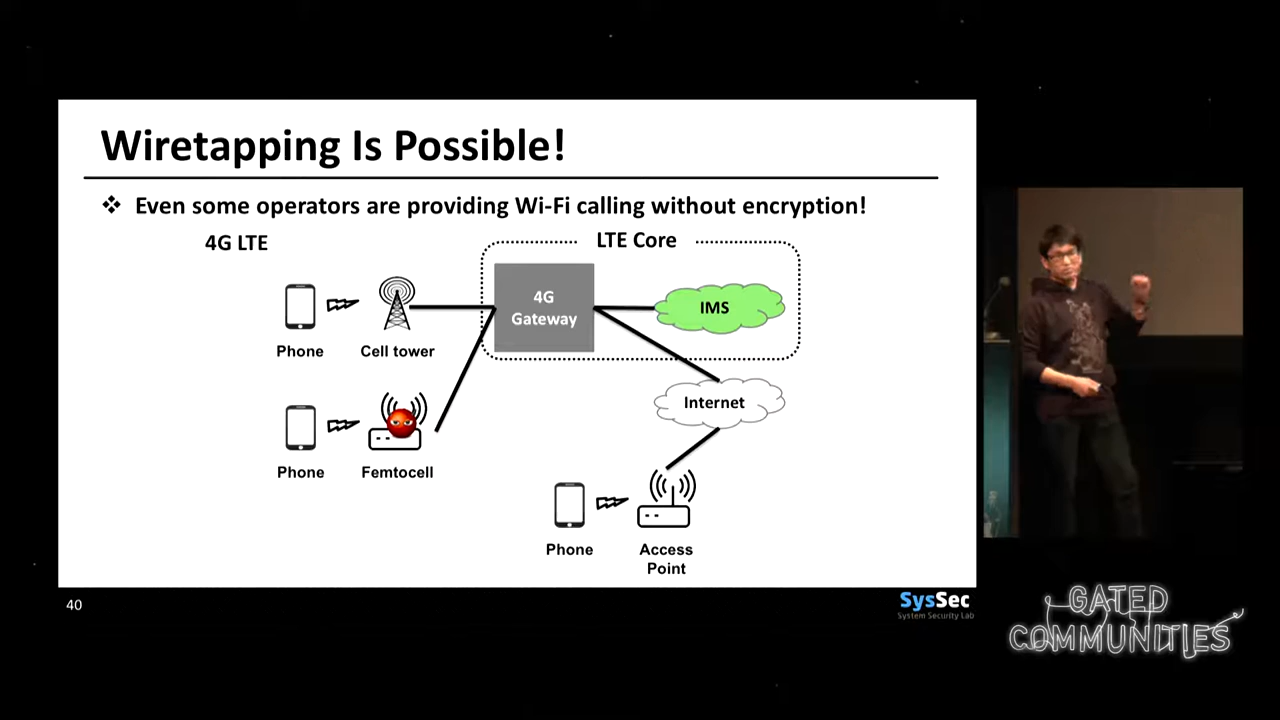 Wiretapping Is Possible!
❖ Even some operators are providing Wi-Fi calling without encryption!
4G LTE
LTE Core
4G
Gateway
IMS
Phone
Cell tower
Internet
Phone
Femtocell
Phone
Access
Point
40
SysSec
System Security Lab
GATED
COMMUNITIES